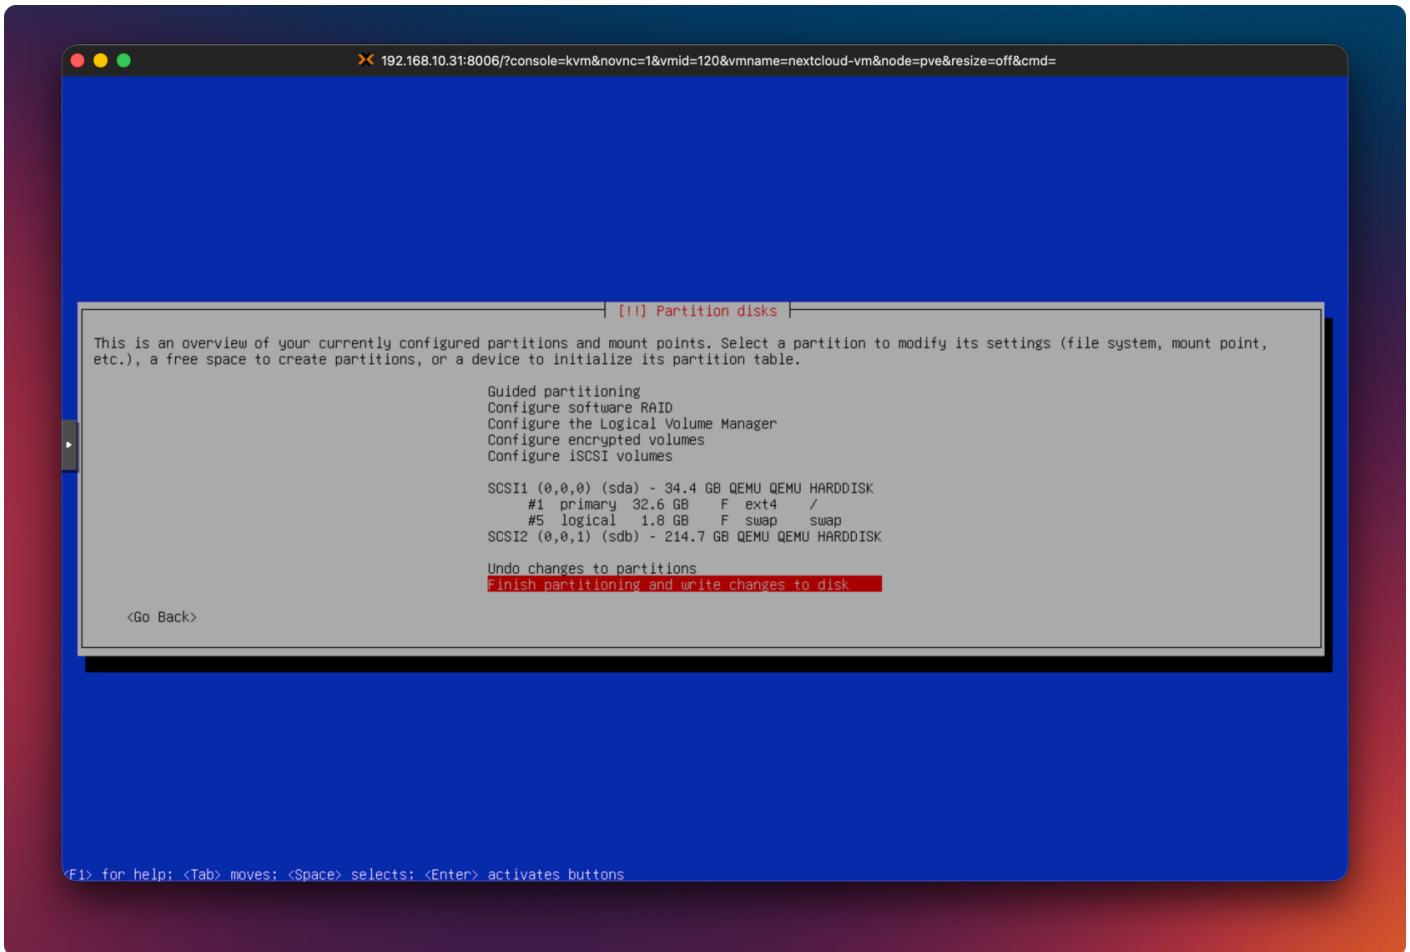 192.168.10.31:8006/?console=kvm&novnc=1&vmid=120&vmname=nextcloud-vm&node=pve&resize=off&cmd=
[!!] Partition disks
This is an overview of your currently configured partitions and mount points. Select a partition to modify its settings (file system, mount point,
etc.), a free space to create partitions, or a device to initialize its partition table.
Guided partitioning
Configure software RAID
Configure the Logical Volume Manager
Configure encrypted volumes
Configure iSCSI volumes
SCSI1 (0,0,0) (sda) - 34.4 GB QEMU QEMU HARDDISK
#1 primary 32.6 GB F ext4 /
#5 logical 1.8 GB F swap swap
SCSI2 (0,0,1) (sdb) - 214.7 GB QEMU QEMU HARDDISK
Undo changes to partitions
Finish partitioning and write changes to disk
<Go Back>
<F1> for help; <Tab> moves; <Space> selects; <Enter> activates buttons